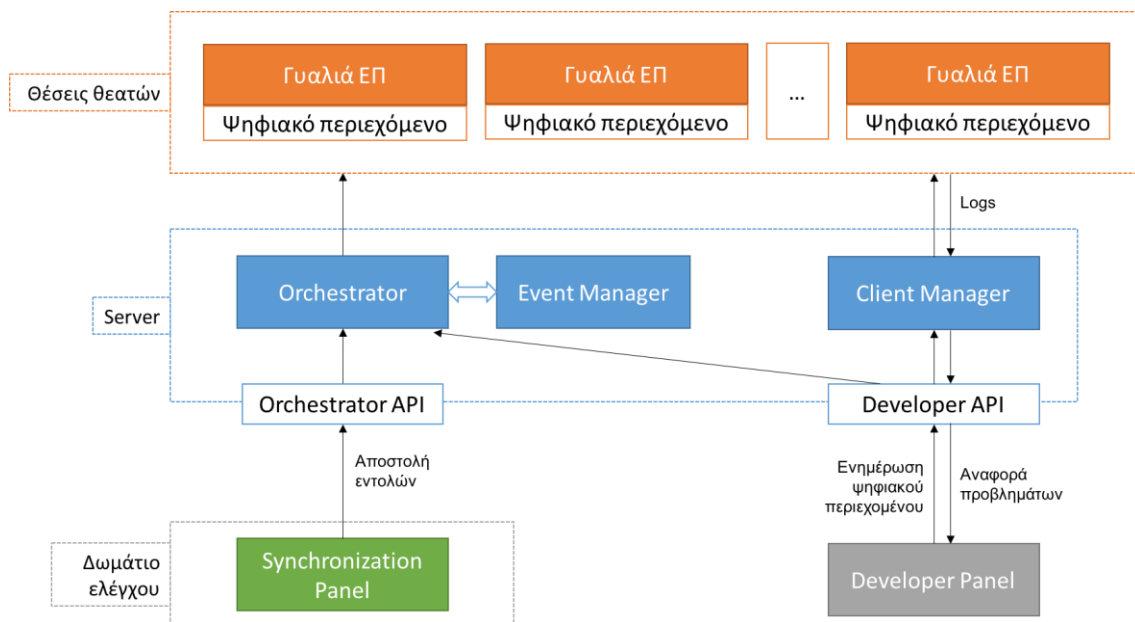 Γυαλιά ΕΠ
Γυαλιά ΕΠ
...
Γυαλιά ΕΠ
Θέσεις θεατών
Ψηφιακό περιεχόμενο
Ψηφιακό περιεχόμενο
Ψηφιακό περιεχόμενο
Logs
Orchestrator
Event Manager
Client Manager
Server
Orchestrator API
Developer API
Αποστολή
εντολών
Ενημέρωση
ψηφιακού
περιεχομένου
Αναφορά
προβλημάτων
Δωμάτιο
ελέγχου
Synchronization
Panel
Developer Panel